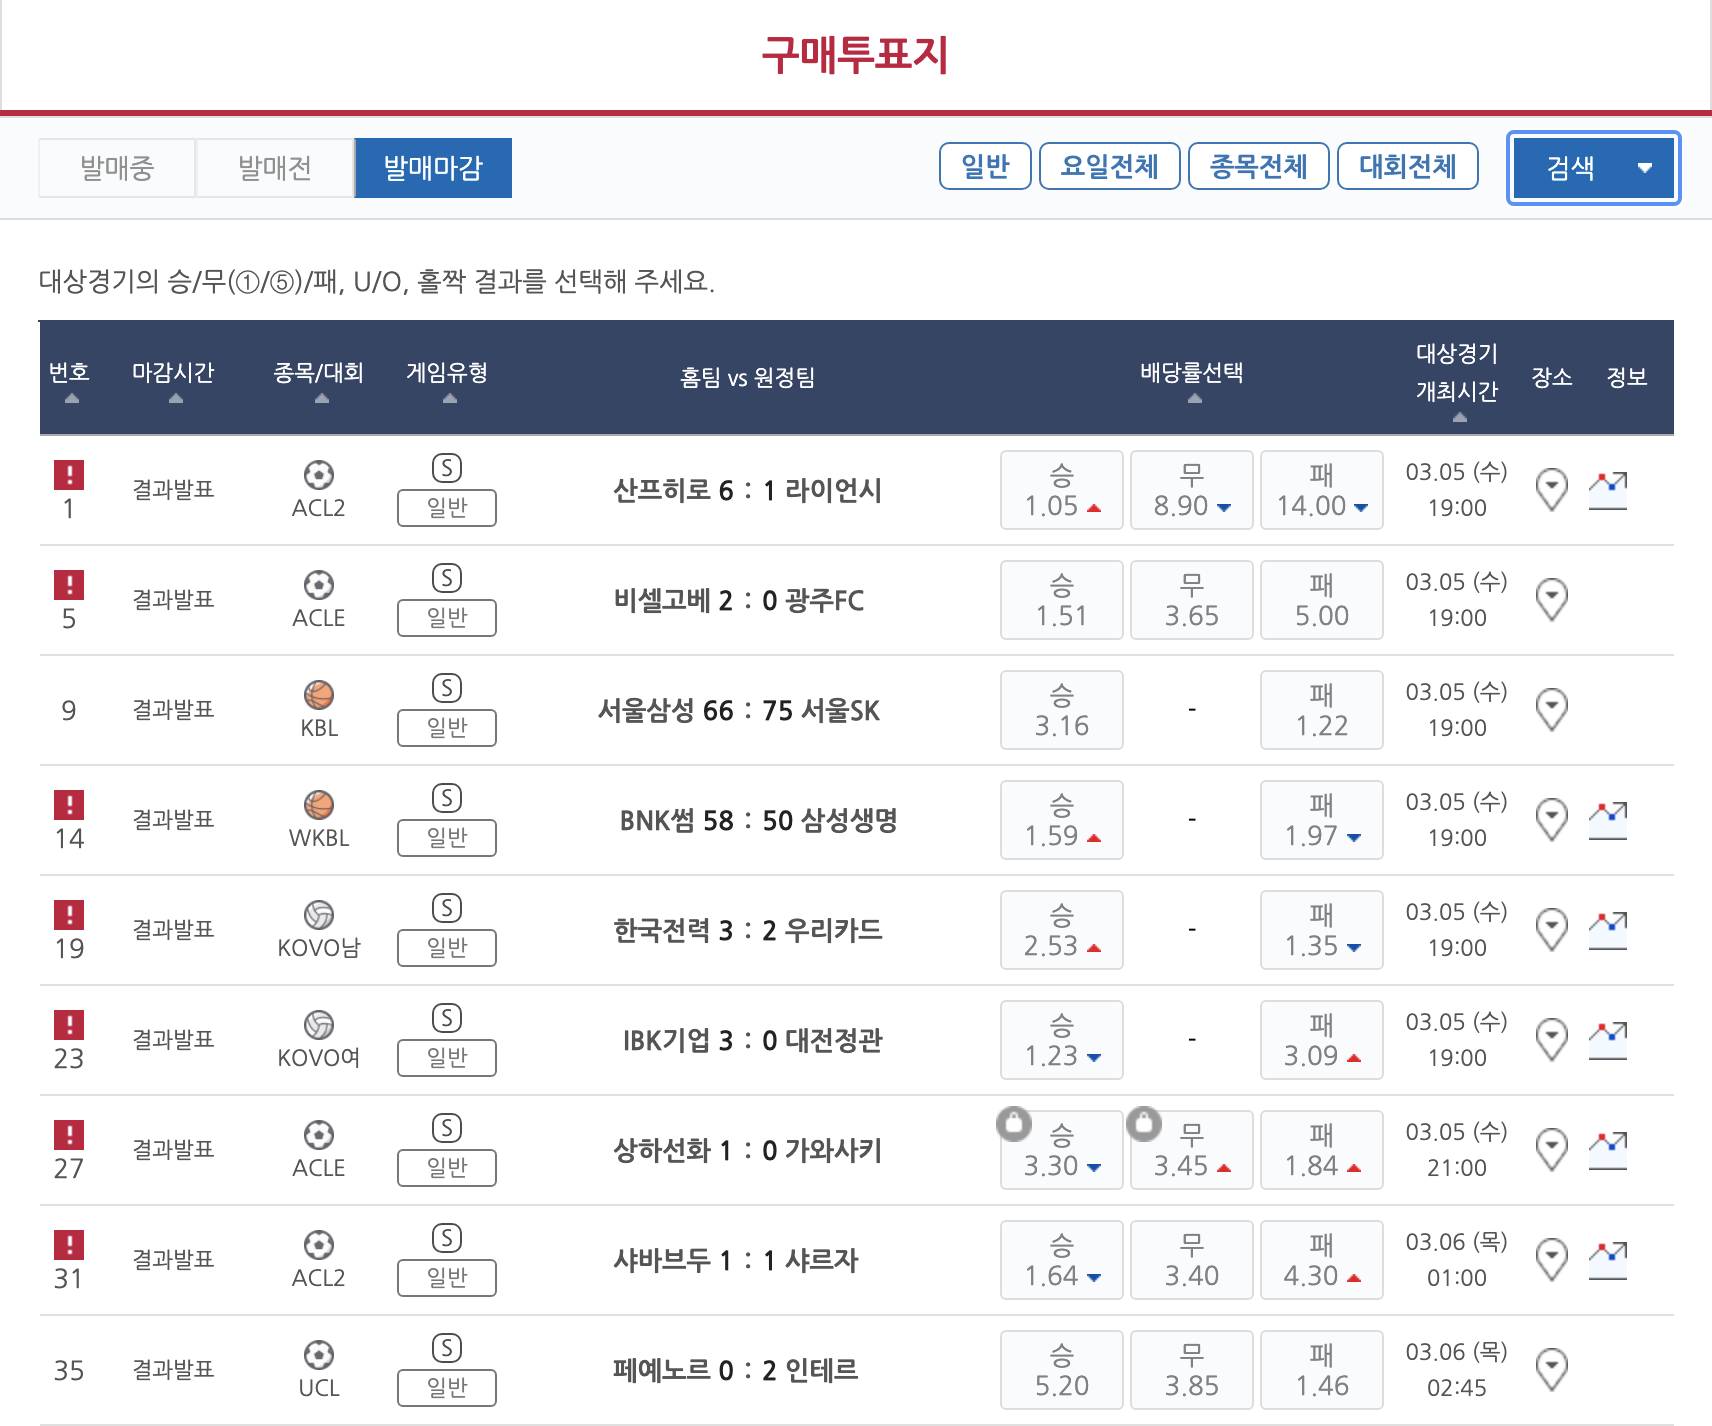 구매투표지
발매중 발매전 발매마감 일반 요일전체 종목전체 대회전체 검색
대상경기의 승/무(①/⑤)/패, U/O, 홀짝 결과를 선택해 주세요.
번호 마감시간 종목/대회 게임유형 홈팀 vs 원정팀 배당률선택 대상경기 개최시간 장소 정보
! 1 결과발표 ACL2 S 일반 산프히로 6 : 1 라이언시 승 1.05 무 8.90 패 14.00 03.05 (수) 19:00
! 5 결과발표 ACLE S 일반 비셀고베 2 : 0 광주FC 승 1.51 무 3.65 패 5.00 03.05 (수) 19:00
9 결과발표 KBL S 일반 서울삼성 66 : 75 서울SK 승 3.16 - 패 1.22 03.05 (수) 19:00
! 14 결과발표 WKBL S 일반 BNK썸 58 : 50 삼성생명 승 1.59 - 패 1.97 03.05 (수) 19:00
! 19 결과발표 KOVO남 S 일반 한국전력 3 : 2 우리카드 승 2.53 - 패 1.35 03.05 (수) 19:00
! 23 결과발표 KOVO여 S 일반 IBK기업 3 : 0 대전정관 승 1.23 - 패 3.09 03.05 (수) 19:00
! 27 결과발표 ACLE S 일반 상하선화 1 : 0 가와사키 승 3.30 무 3.45 패 1.84 03.05 (수) 21:00
! 31 결과발표 ACL2 S 일반 샤바브두 1 : 1 샤르자 승 1.64 무 3.40 패 4.30 03.06 (목) 01:00
35 결과발표 UCL S 일반 페예노르 0 : 2 인테르 승 5.20 무 3.85 패 1.46 03.06 (목) 02:45